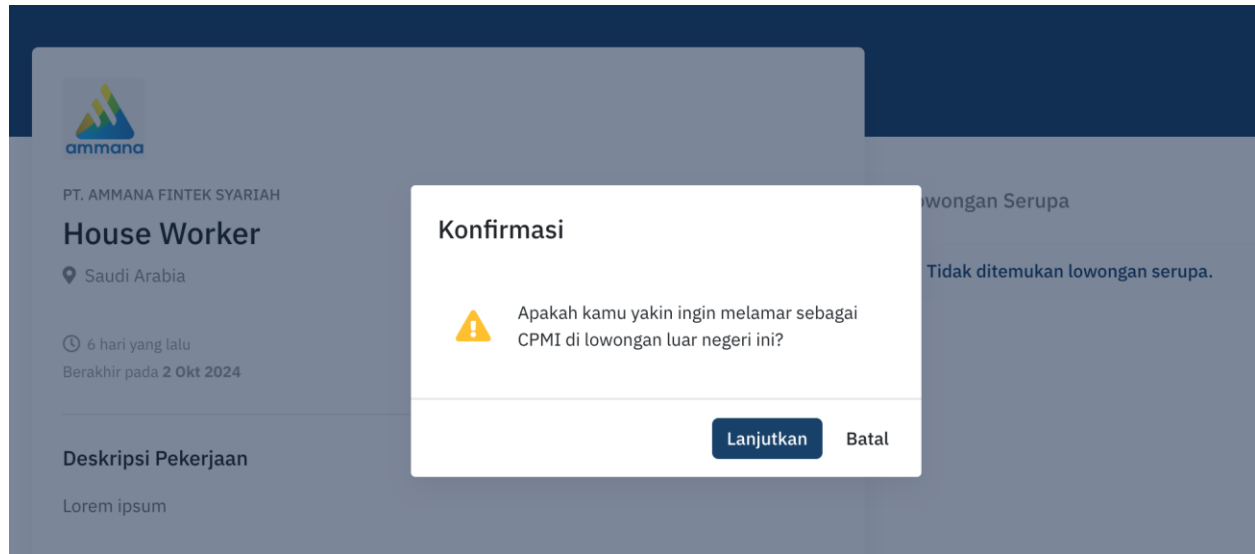 ammana
PT. AMMANA FINTEK SYARIAH
House Worker
Saudi Arabia
6 hari yang lalu
Berakhir pada 2 Okt 2024
Deskripsi Pekerjaan
Lorem ipsum
Konfirmasi
Apakah kamu yakin ingin melamar sebagai
CPMI di lowongan luar negeri ini?
Lanjutkan Batal
Serupa
Tidak ditemukan lowongan serupa.